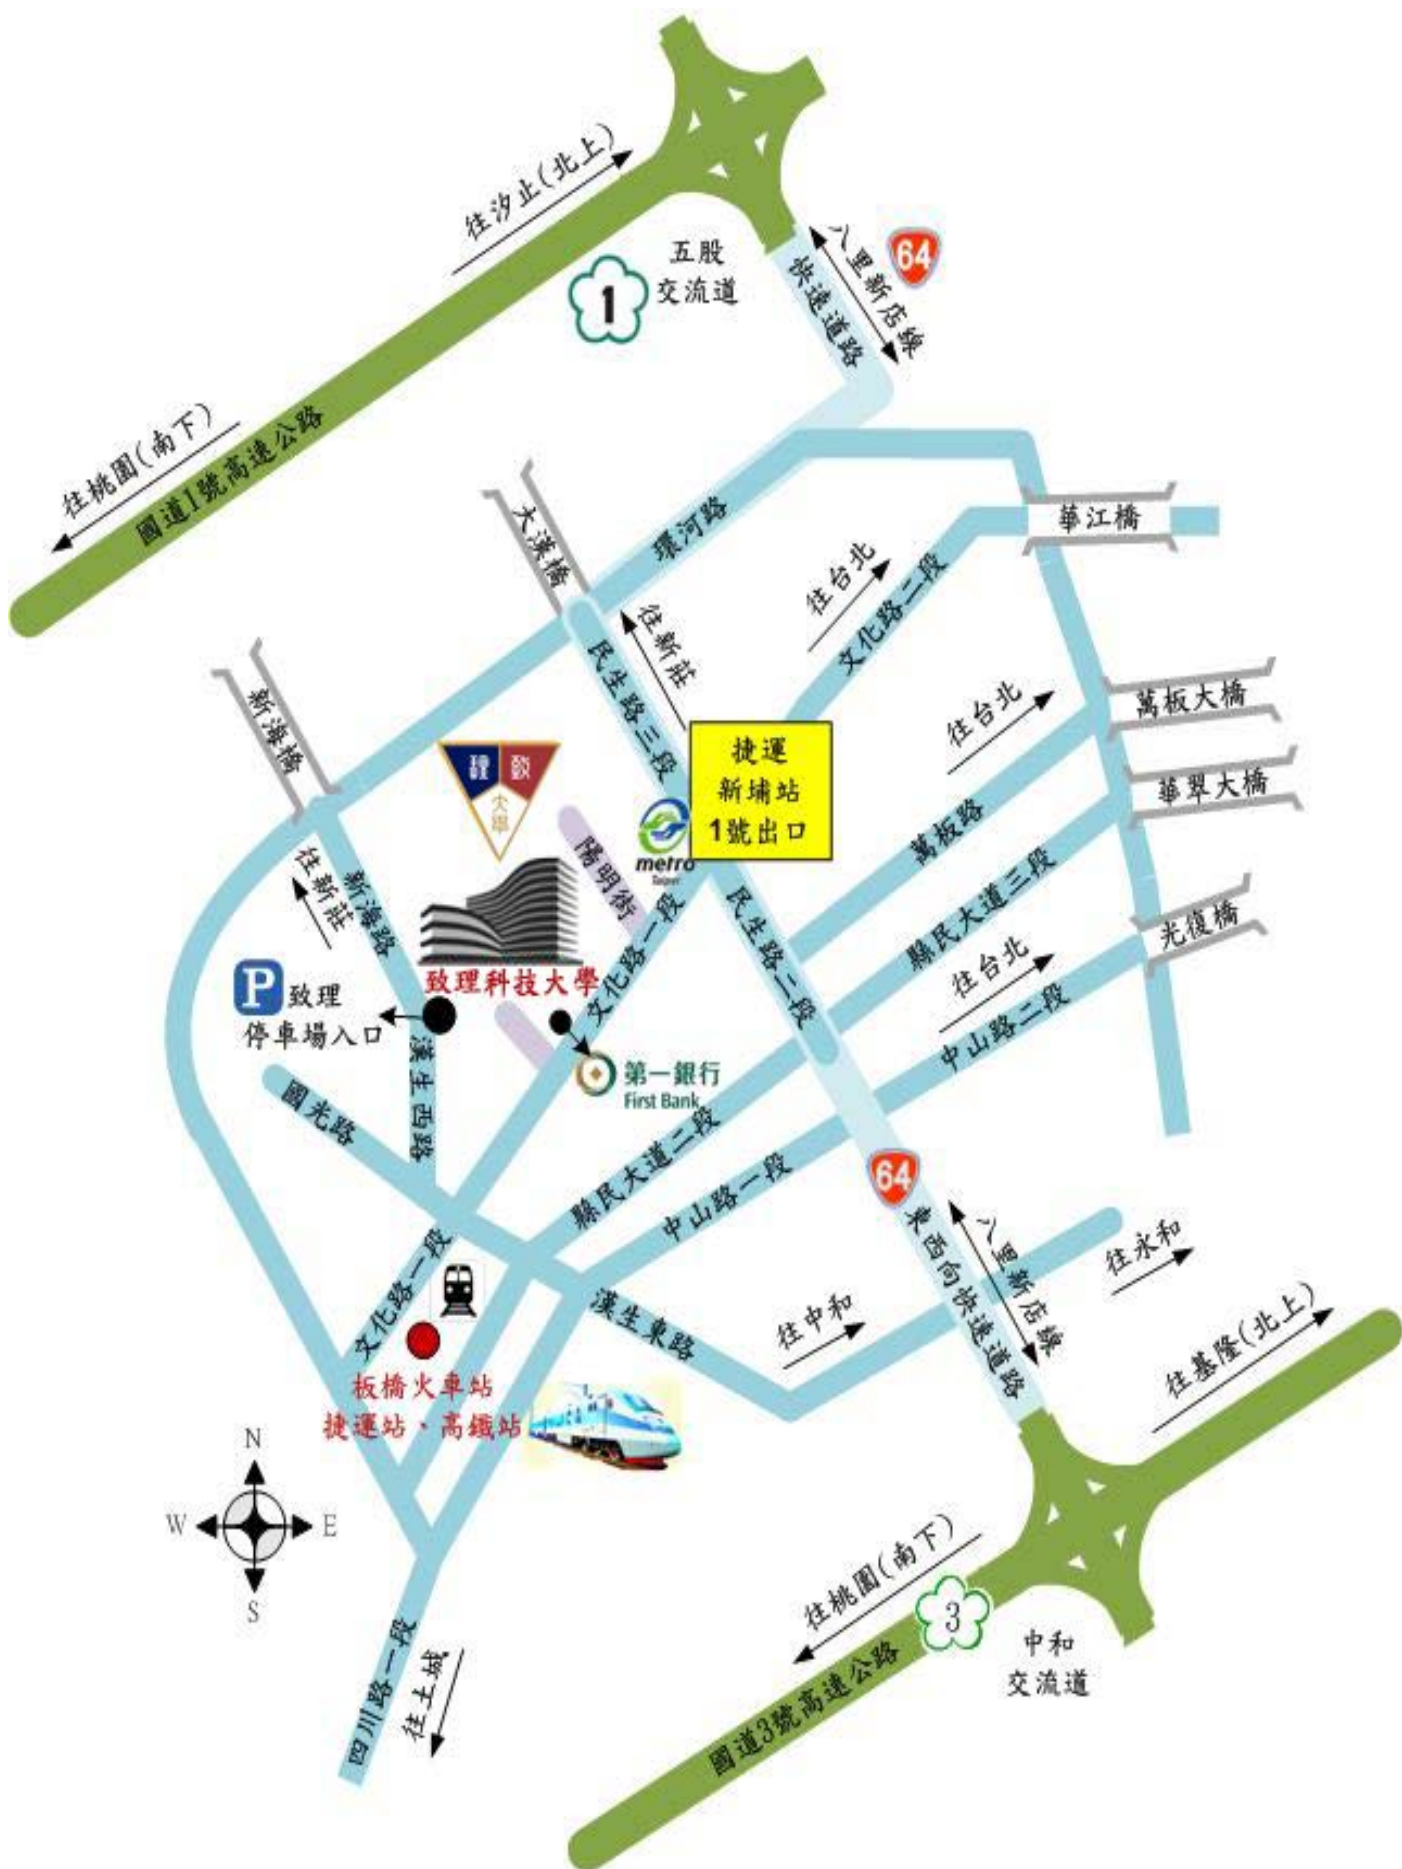 往汐止(北上)
五股
交流道
1
八里新店線
64
快速道路
往桃園(南下)
國道1號高速公路
大漢橋
環河路
華江橋
往台北
文化路二段
往新莊
民生路三段
新海橋
往台北
萬板大橋
捷運
新埔站
1號出口
華翠大橋
理致
大學
metro
Taipei
陽明街
萬板路
往新莊
新海路
文化路一段
民生路二段
縣民大道三段
光復橋
往台北
致理科技大學
P
致理
停車場入口
中山路二段
漢生西路
第一銀行
First Bank
國光路
縣民大道二段
中山路一段
64
東西向快速道路
八里新店線
往永和
文化路一段
漢生東路
往中和
往基隆(北上)
板橋火車站
捷運站、高鐵站
N
W
E
S
往桃園(南下)
3
中和
交流道
四川路一段
往土城
國道3號高速公路